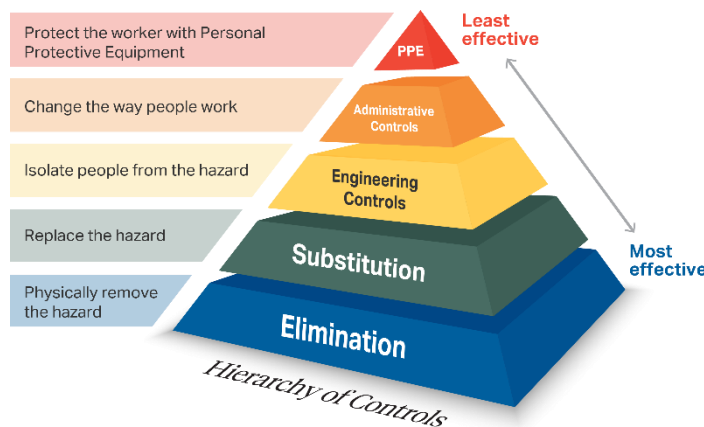 Protect the worker with Personal
Protective Equipment
PPE
Least
effective
Change the way people work
Administrative
Controls
Isolate people from the hazard
Engineering
Controls
Replace the hazard
Substitution
Most
effective
Physically remove
the hazard
Elimination
Hierarchy of Controls